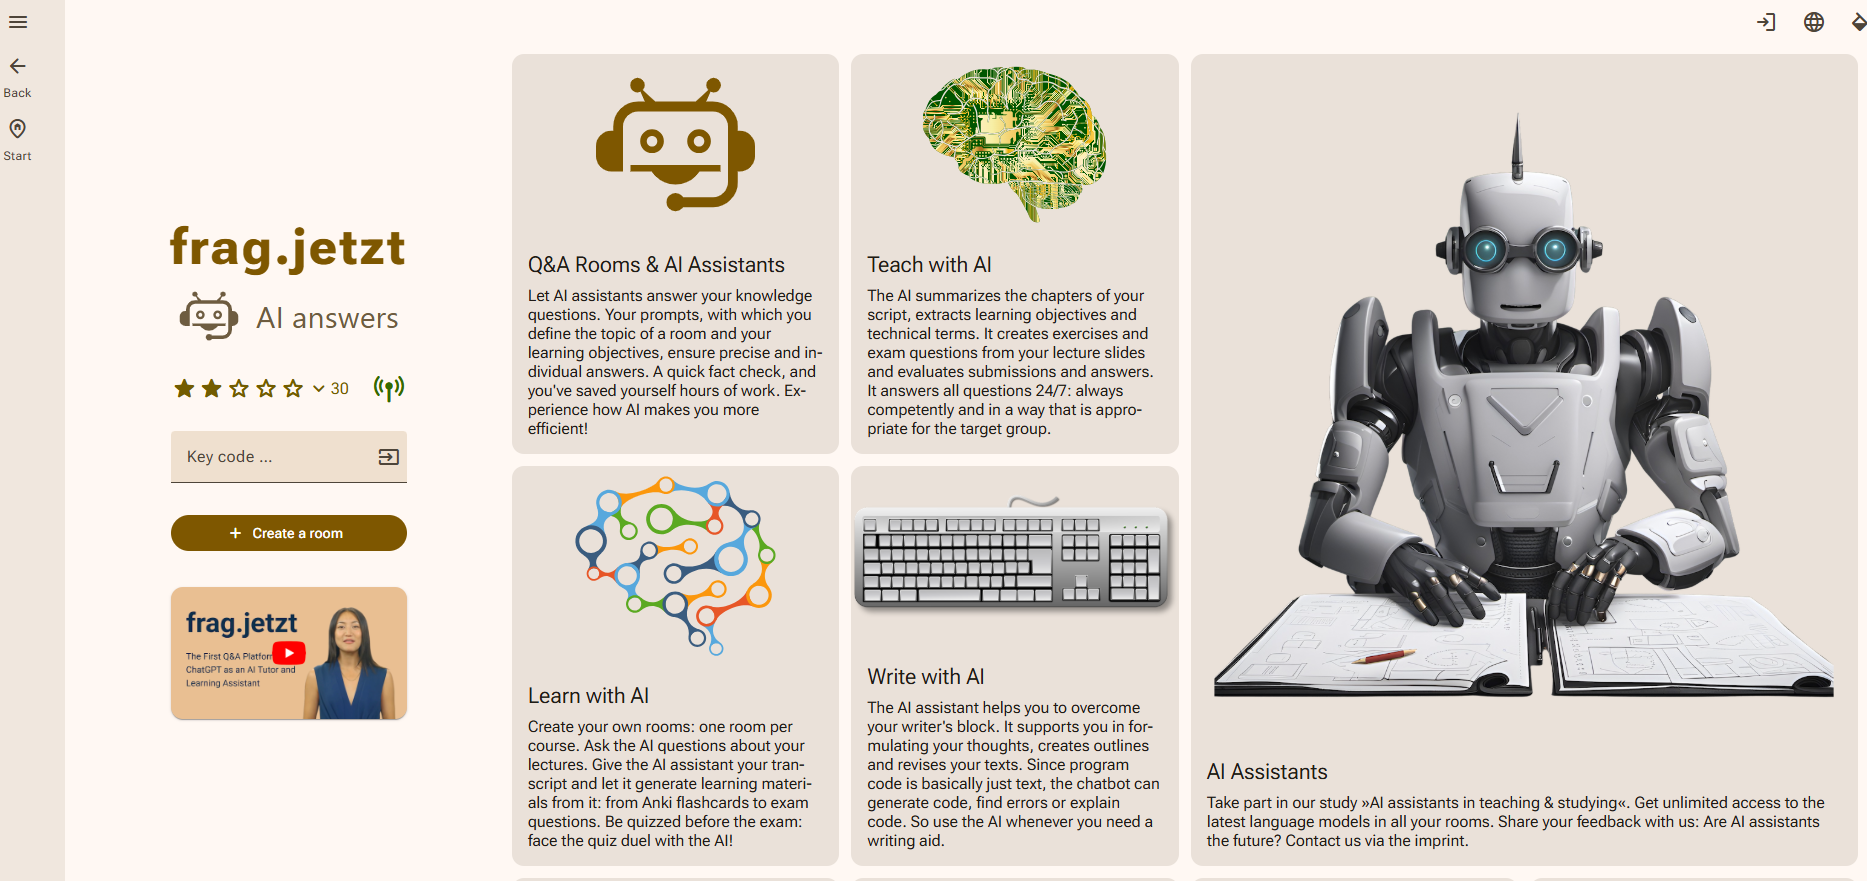 Back
Start
frag.jetzt
AI answers
30
Key code ...
+ Create a room
frag.jetzt
The First Q&A Platfor
ChatGPT as an AI Tutor and
Learning Assistant
Q&A Rooms & AI Assistants
Let AI assistants answer your knowledge
questions. Your prompts, with which you
define the topic of a room and your
learning objectives, ensure precise and in-
dividual answers. A quick fact check, and
you've saved yourself hours of work. Ex-
perience how AI makes you more
efficient!
Teach with AI
The AI summarizes the chapters of your
script, extracts learning objectives and
technical terms. It creates exercises and
exam questions from your lecture slides
and evaluates submissions and answers.
It answers all questions 24/7: always
competently and in a way that is appro-
priate for the target group.
Learn with AI
Create your own rooms: one room per
course. Ask the AI questions about your
lectures. Give the AI assistant your tran-
script and let it generate learning materi-
als from it: from Anki flashcards to exam
questions. Be quizzed before the exam:
face the quiz duel with the AI!
Write with AI
The AI assistant helps you to overcome
your writer's block. It supports you in for-
mulating your thoughts, creates outlines
and revises your texts. Since program
code is basically just text, the chatbot can
generate code, find errors or explain
code. So use the AI whenever you need a
writing aid.
AI Assistants
Take part in our study »AI assistants in teaching & studying«. Get unlimited access to the
latest language models in all your rooms. Share your feedback with us: Are AI assistants
the future? Contact us via the imprint.